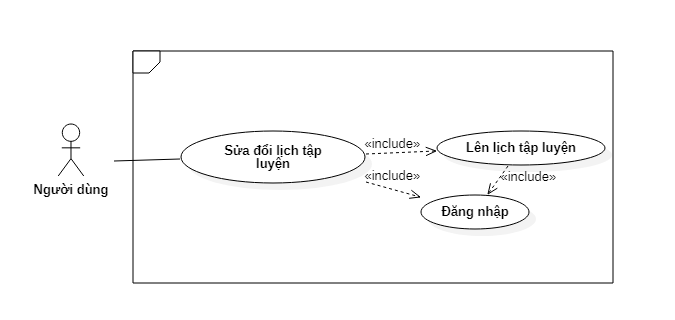 Sửa đổi lịch tập
luyện
«include»
Lên lịch tập luyện
«include»
«include»
Đăng nhập
Người dùng